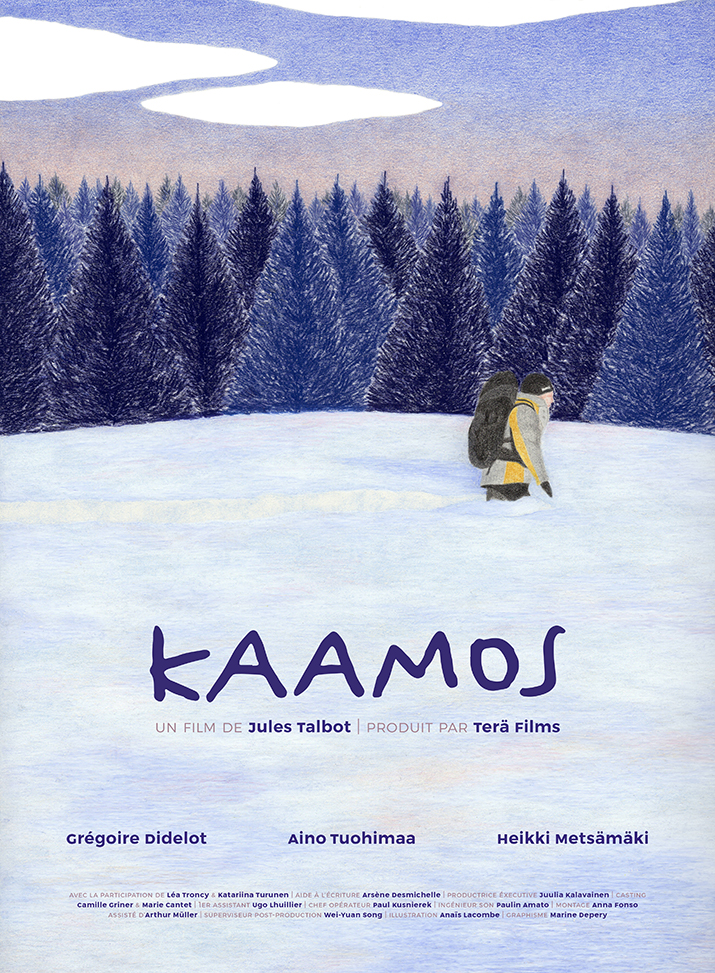 KAAMOS
UN FILM DE Jules Talbot | PRODUIT PAR Terä Films
Grégoire Didelot Aino Tuohimaa Heikki Metsämäki
AVEC LA PARTICIPATION DE Léa Troncy & Katariina Turunen | AIDE À L'ÉCRITURE Arsène Desmichelle | PRODUCTRICE ÉXECUTIVE Juulia Kalavainen | CASTING
Camille Griner & Marie Cantet | 1ER ASSISTANT Ugo Lhuillier | CHEF OPÉRATEUR Paul Kusnierek | INGÉNIEUR SON Paulin Amato | MONTAGE Anna Fonso
ASSISTÉ D'Arthur Müller | SUPERVISEUR POST-PRODUCTION Wei-Yuan Song | ILLUSTRATION Anaïs Lacombe | GRAPHISME Marine Depery